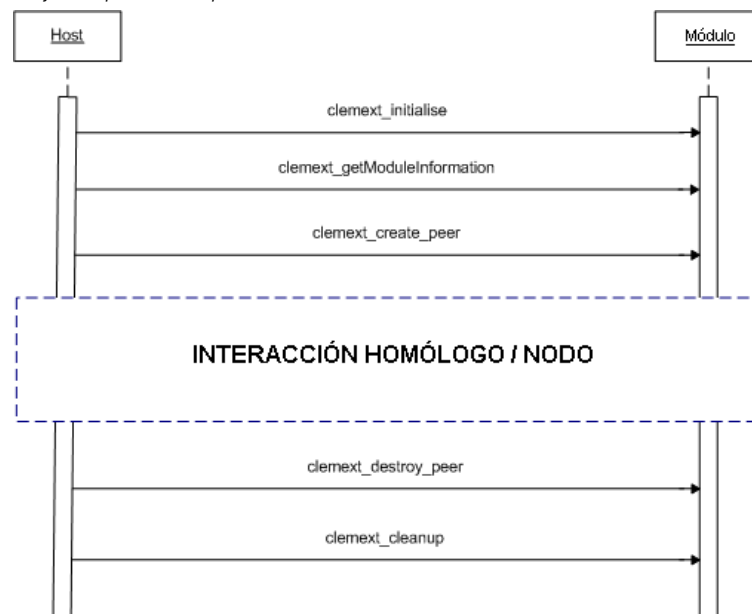 Host
Módulo
clemext_initialise
clemext_getModuleInformation
clemext_create_peer
INTERACCIÓN HOMÓLOGO / NODO
clemext_destroy_peer
clemext_cleanup